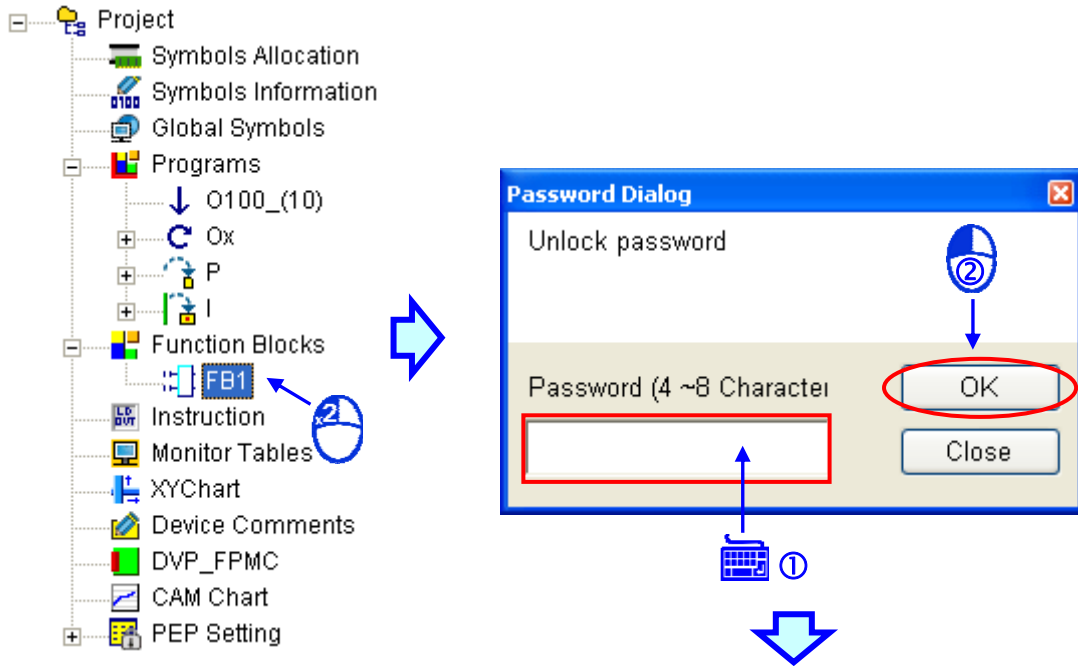 Project
Symbols Allocation
Symbols Information
Global Symbols
Programs
O100_(10)
Ox
P
I
Function Blocks
FB1
x2
Instruction
Monitor Tables
XYChart
Device Comments
DVP_FPMC
CAM Chart
PEP Setting
Password Dialog
Unlock password
②
Password (4 ~8 Character
OK
Close
①